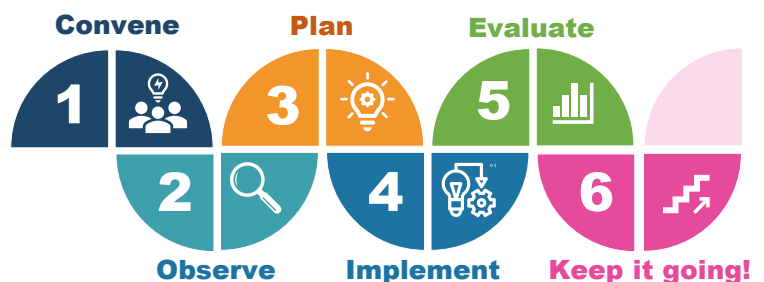 Convene
Plan
Evaluate
1
3
5
2
4
6
Observe
Implement
Keep it going!